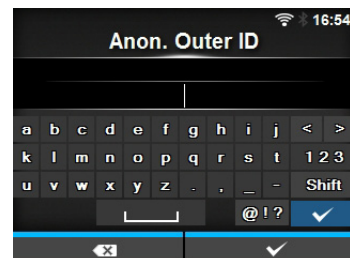 16:54
Anon. Outer ID
a b c d e f g h i j < >
k l m n o p q r s t 1 2 3
u v w x y z . , _ - Shift
@ ! ?